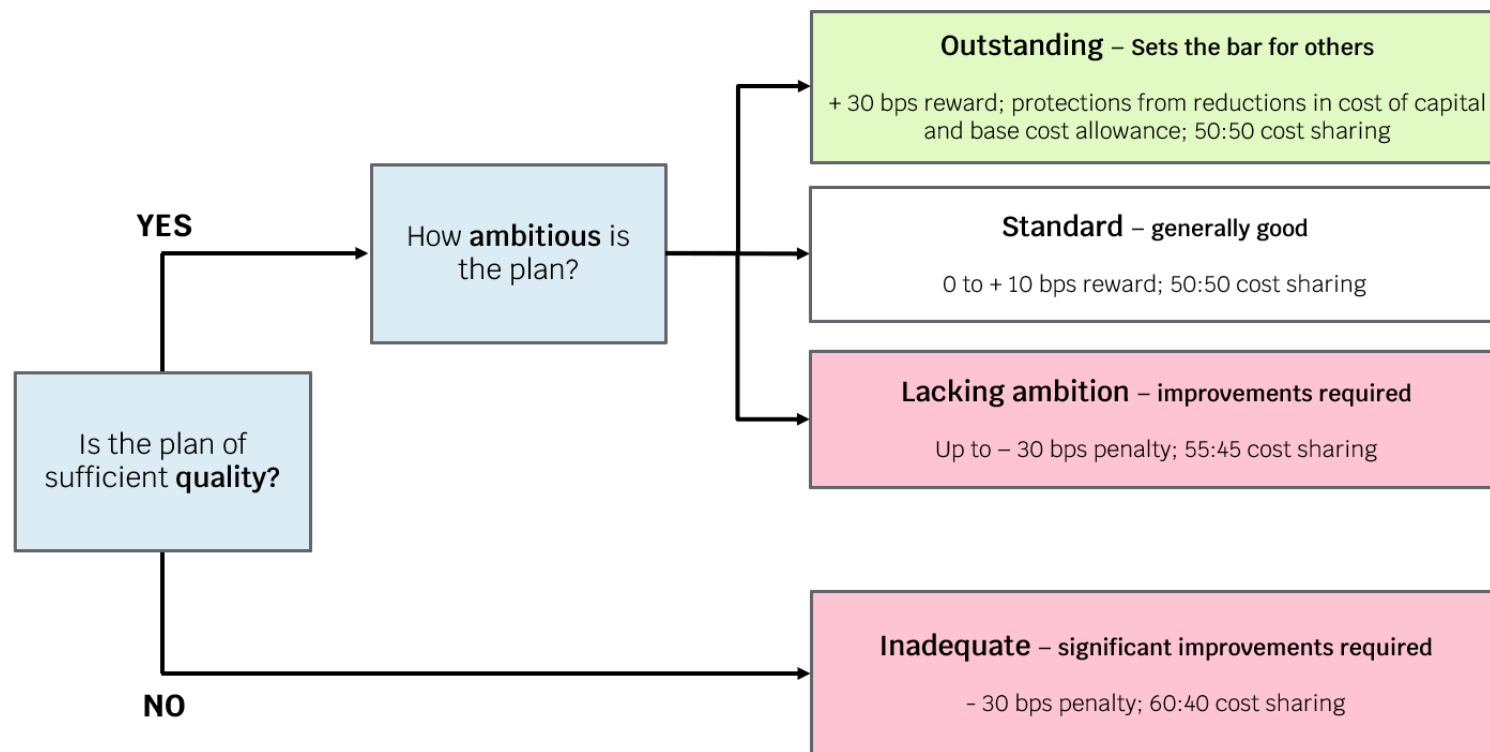 Outstanding – Sets the bar for others
+ 30 bps reward; protections from reductions in cost of capital
and base cost allowance; 50:50 cost sharing
YES
How ambitious is
the plan?
Standard – generally good
0 to + 10 bps reward; 50:50 cost sharing
Lacking ambition – improvements required
Up to – 30 bps penalty; 55:45 cost sharing
Is the plan of
sufficient quality?
Inadequate – significant improvements required
- 30 bps penalty; 60:40 cost sharing
NO